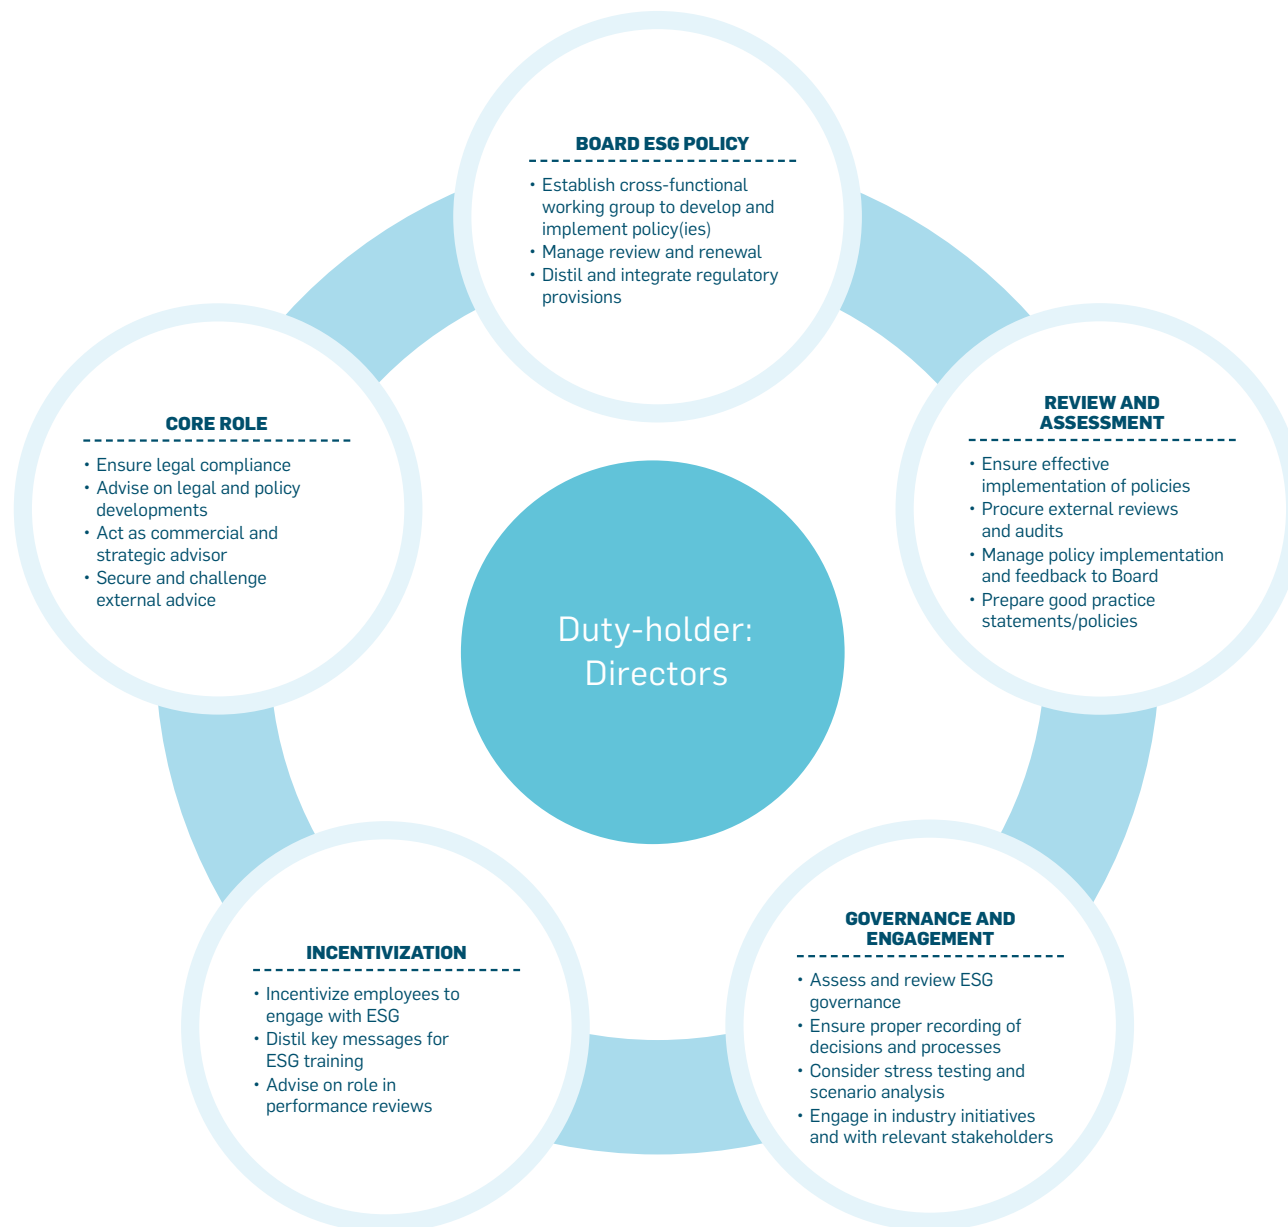 BOARD ESG POLICY
• Establish cross-functional
working group to develop and
implement policy(ies)
• Manage review and renewal
• Distil and integrate regulatory
provisions
REVIEW AND
ASSESSMENT
• Ensure effective
implementation of policies
• Procure external reviews
and audits
• Manage policy implementation
and feedback to Board
• Prepare good practice
statements/policies
GOVERNANCE AND
ENGAGEMENT
• Assess and review ESG
governance
• Ensure proper recording of
decisions and processes
• Consider stress testing and
scenario analysis
• Engage in industry initiatives
and with relevant stakeholders
INCENTIVIZATION
• Incentivize employees to
engage with ESG
• Distil key messages for
ESG training
• Advise on role in
performance reviews
CORE ROLE
• Ensure legal compliance
• Advise on legal and policy
developments
• Act as commercial and
strategic advisor
• Secure and challenge
external advice
Duty-holder:
Directors